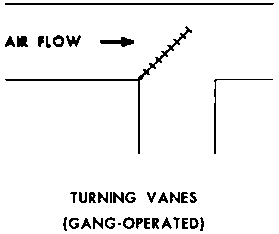 AIR FLOW
TURNING VANES
(GANG-OPERATED)